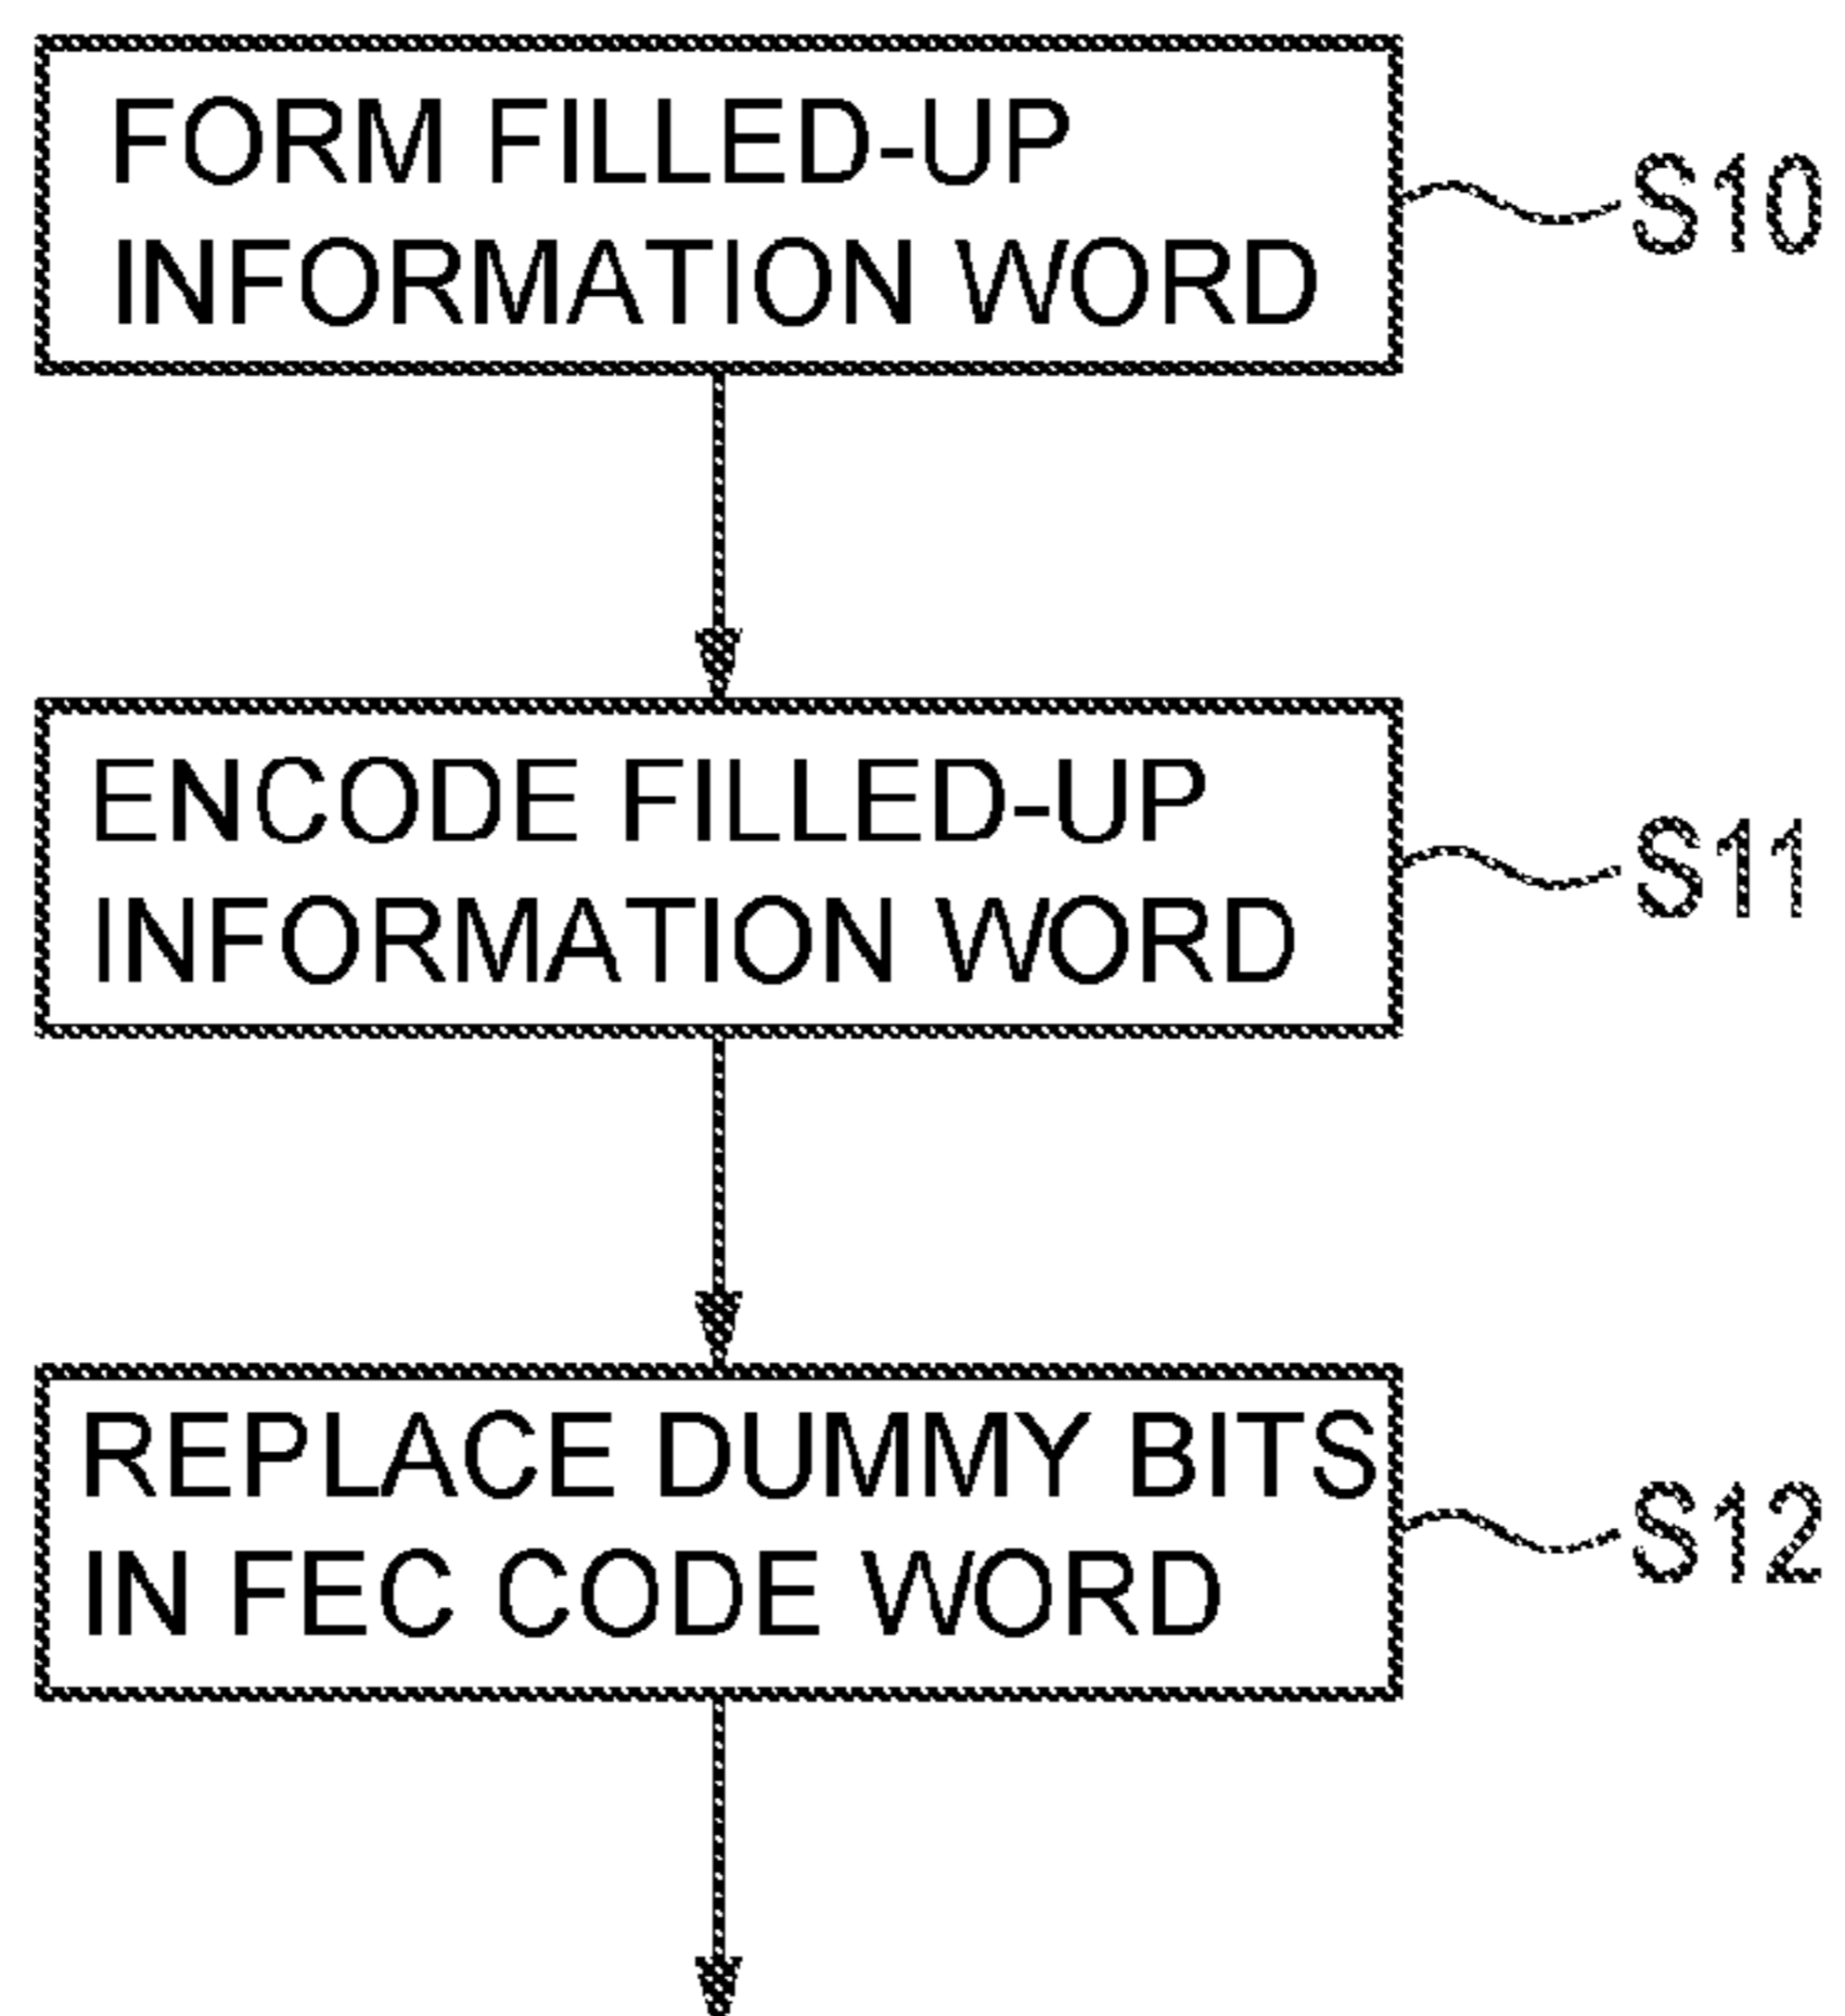 FORM FILLED-UP
INFORMATION WORD
S10
ENCODE FILLED-UP
INFORMATION WORD
S11
REPLACE DUMMY BITS
IN FEC CODE WORD
S12